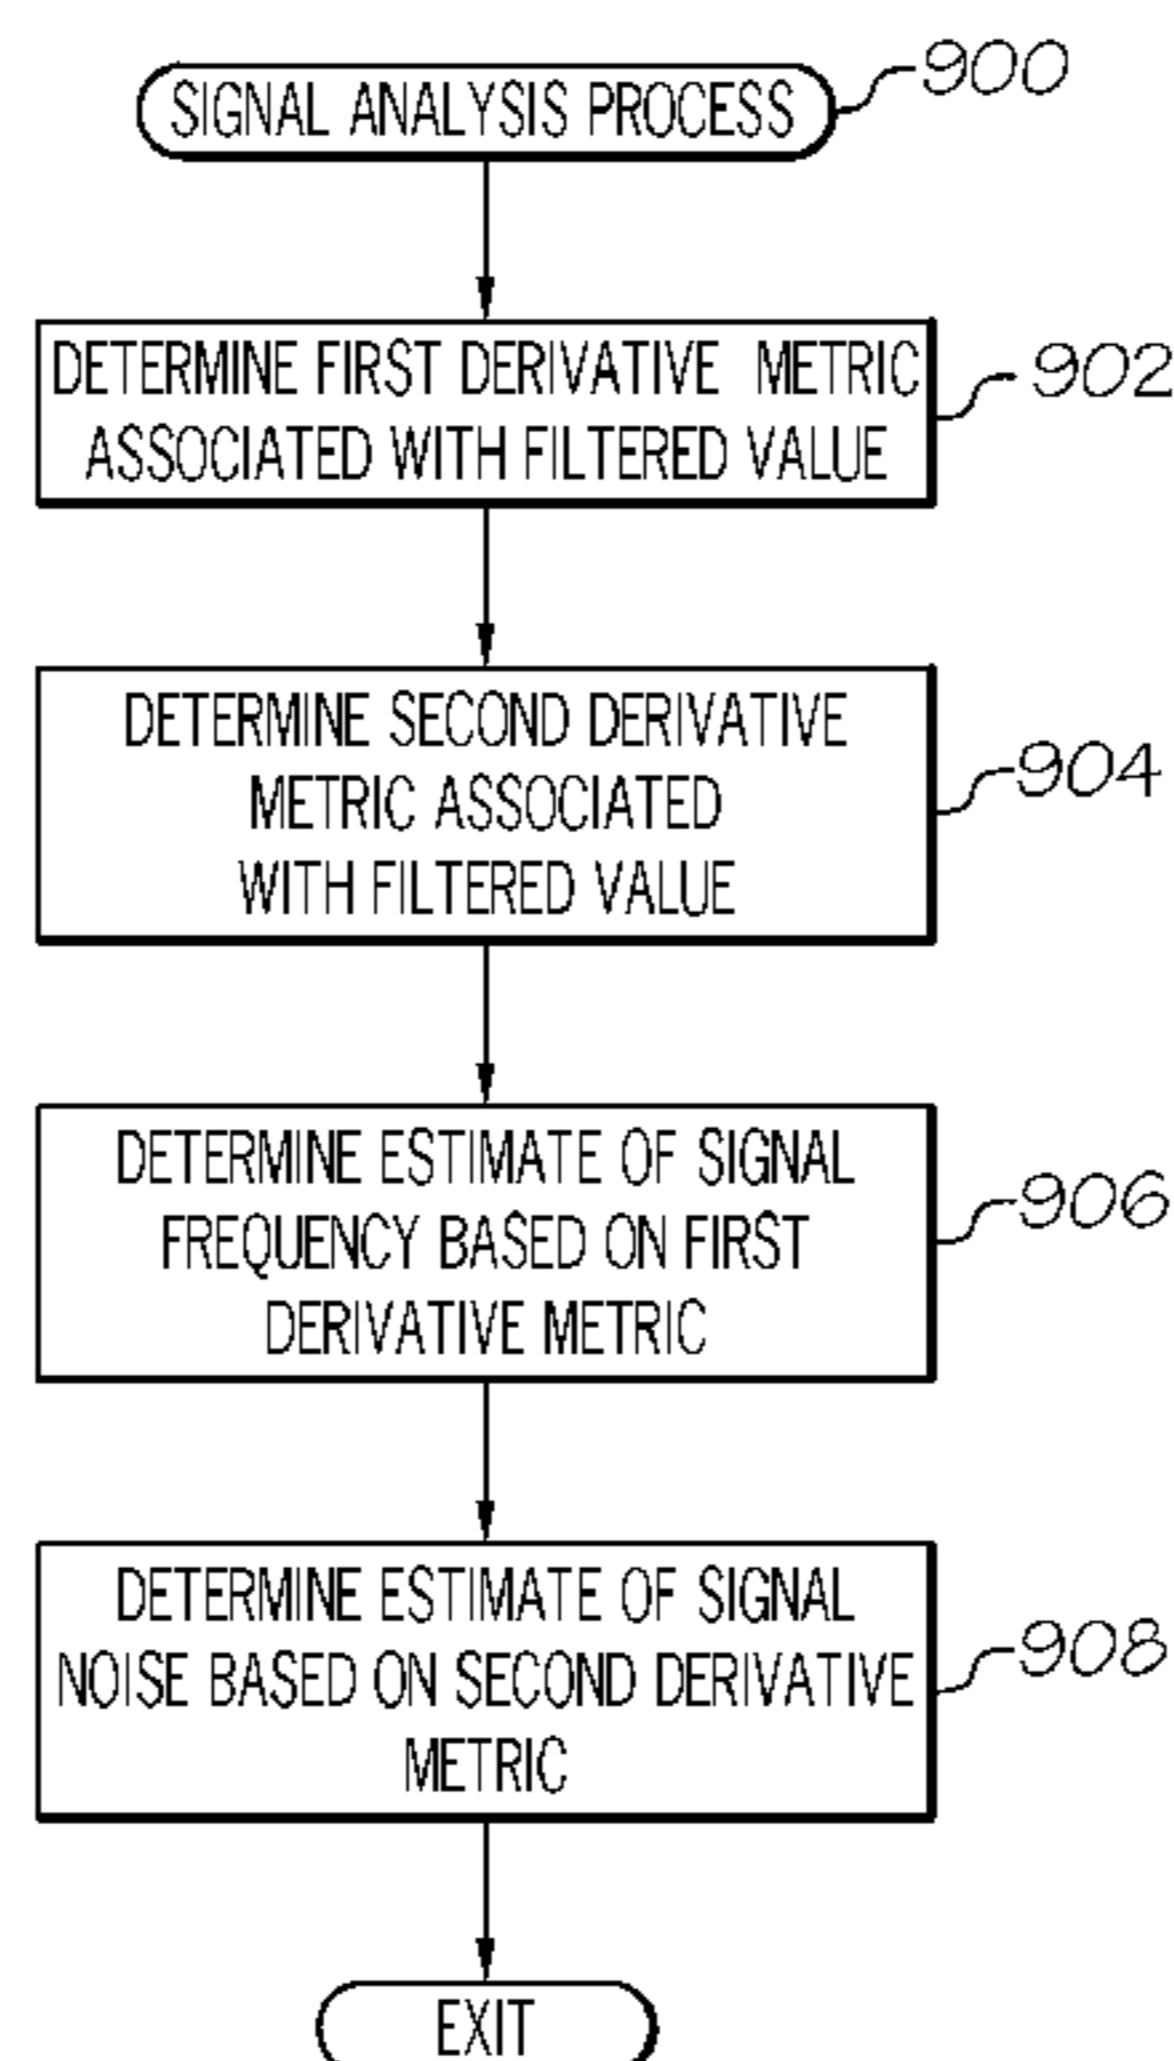 SIGNAL ANALYSIS PROCESS
900
DETERMINE FIRST DERIVATIVE METRIC
ASSOCIATED WITH FILTERED VALUE
902
DETERMINE SECOND DERIVATIVE
METRIC ASSOCIATED
WITH FILTERED VALUE
904
DETERMINE ESTIMATE OF SIGNAL
FREQUENCY BASED ON FIRST
DERIVATIVE METRIC
906
DETERMINE ESTIMATE OF SIGNAL
NOISE BASED ON SECOND DERIVATIVE
METRIC
908
EXIT